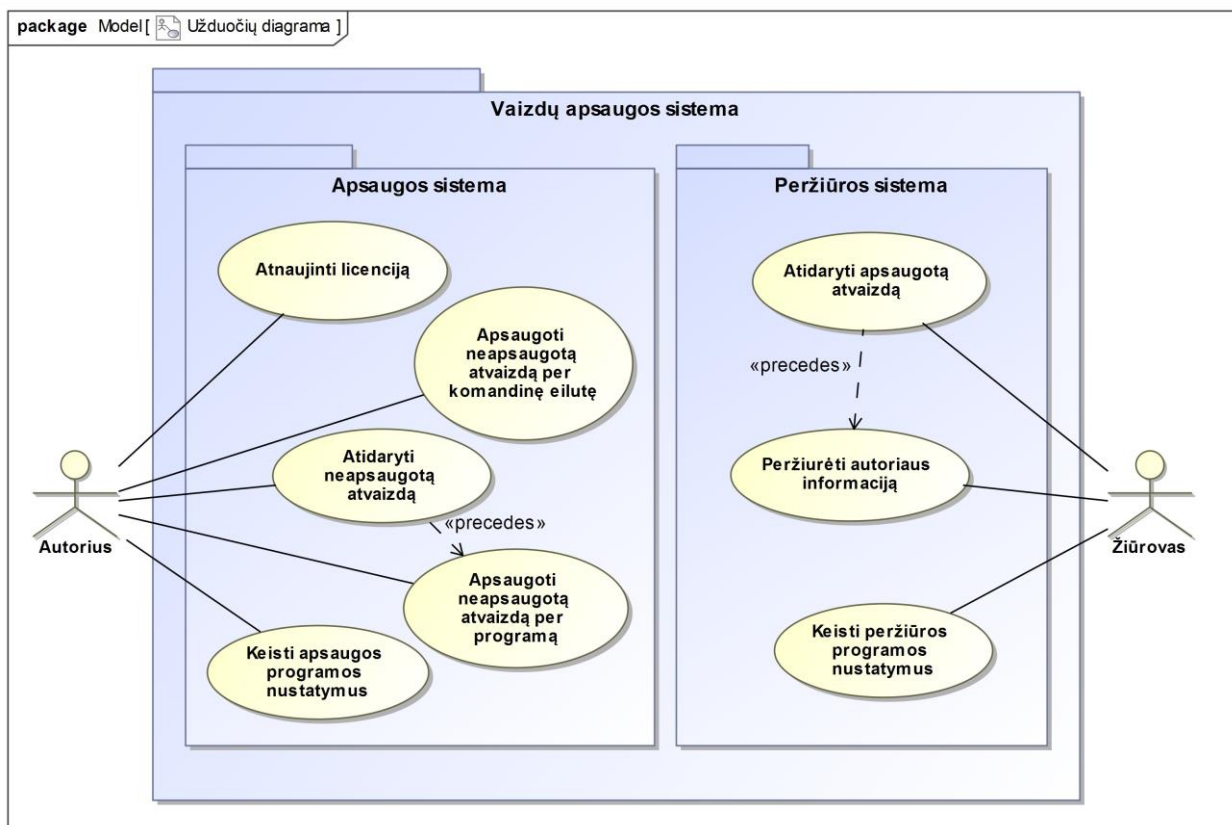 package Model [ Užduočių diagrama ]
Vaizdų apsaugos sistema
Apsaugos sistema
Atnaujinti licenciją
Apsaugoti
neapsaugotą
atvaizdą per
komandinę eilutę
Atidaryti
neapsaugotą
atvaizdą
«precedes»
Apsaugoti
neapsaugotą
atvaizdą per
programą
Keisti apsaugos
programos
nustatymus
Autorius
Peržiūros sistema
Atidaryti apsaugotą
atvaizdą
«precedes»
Peržiurėti autoriaus
informaciją
Keisti peržiūros
programos
nustatymus
Žiūrovas